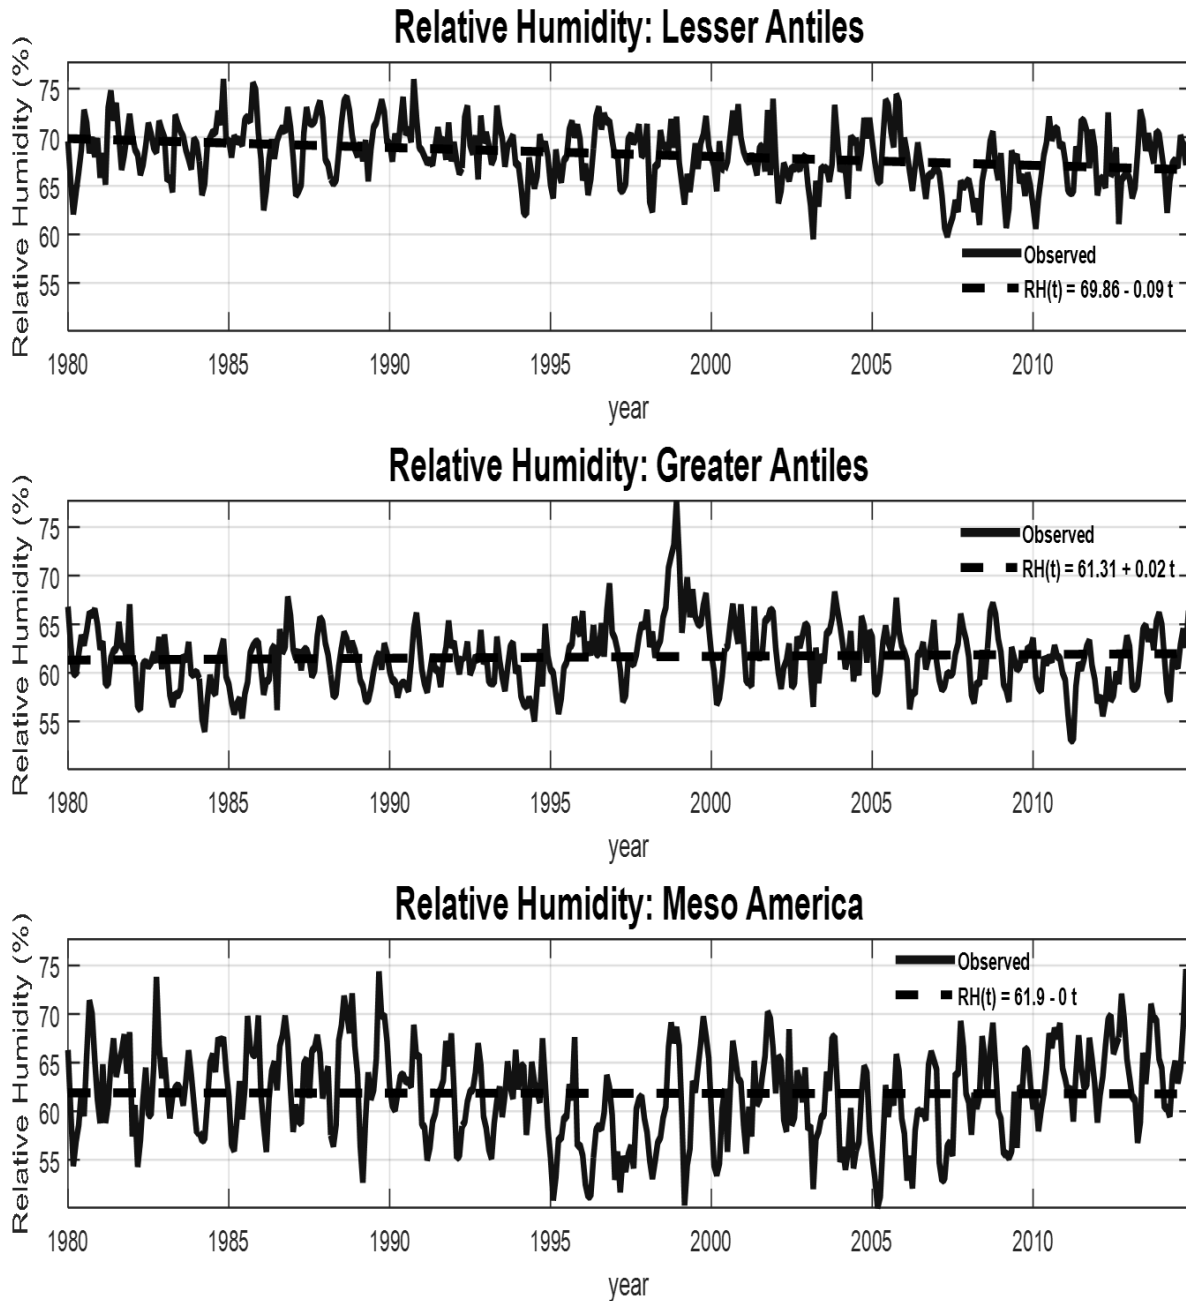 Relative Humidity: Lesser Antiles
Relative Humidity (%)
75
70
65
60
55
Observed
RH(t) = 69.86 - 0.09 t
1980 1985 1990 1995 2000 2005 2010
year
Relative Humidity: Greater Antiles
Relative Humidity (%)
75
70
65
60
55
Observed
RH(t) = 61.31 + 0.02 t
1980 1985 1990 1995 2000 2005 2010
year
Relative Humidity: Meso America
Relative Humidity (%)
75
70
65
60
55
Observed
RH(t) = 61.9 - 0 t
1980 1985 1990 1995 2000 2005 2010
year